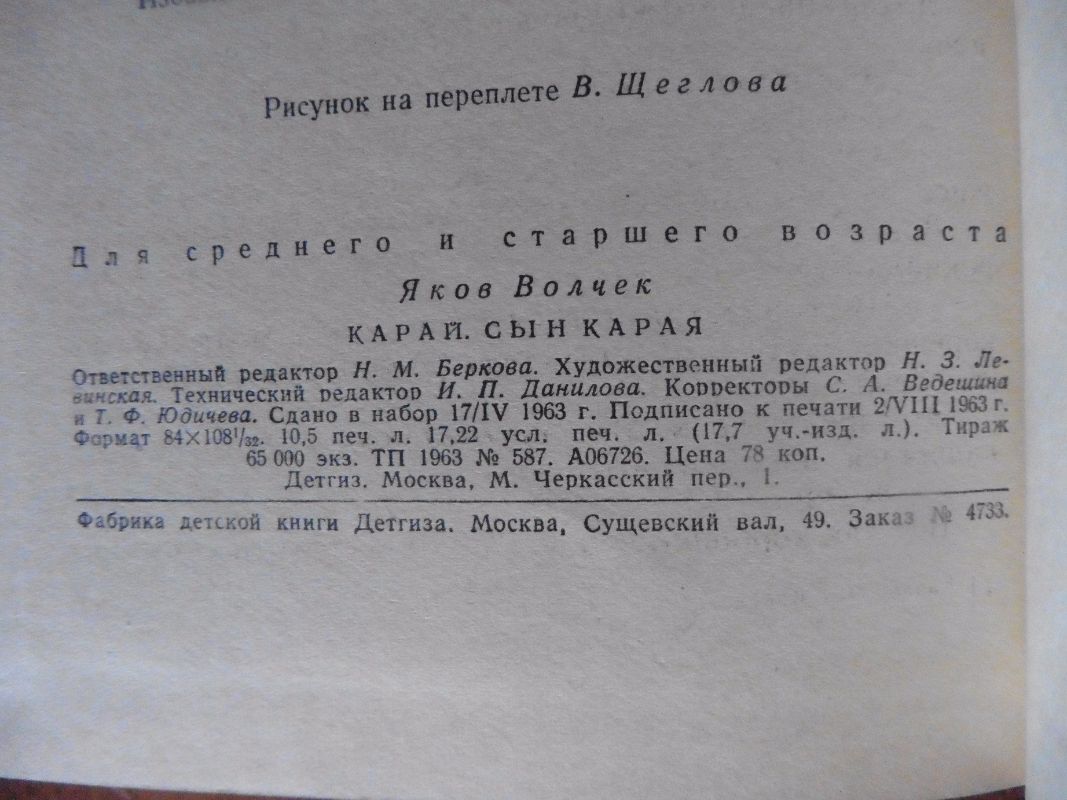 Рисунок на переплете В. Щеглова
Для среднего и старшего возраста
Яков Волчек
КАРАЙ. СЫН КАРАЯ
Ответственный редактор Н. М. Беркова. Художественный редактор Н. З. Ле-
винская. Технический редактор И. П. Данилова. Корректоры С. А. Ведешина
и Т. Ф. Юдичева. Сдано в набор 17/IV 1963 г. Подписано к печати 2/VIII 1963 г.
Формат 84×108¹/₃₂. 10,5 печ. л. 17,22 усл. печ. л. (17,7 уч.-изд. л.). Тираж
65 000 экз. ТП 1963 № 587. А06726. Цена 78 коп.
Детгиз. Москва, М. Черкасский пер., 1.
Фабрика детской книги Детгиза. Москва, Сущевский вал, 49. Заказ № 4733.